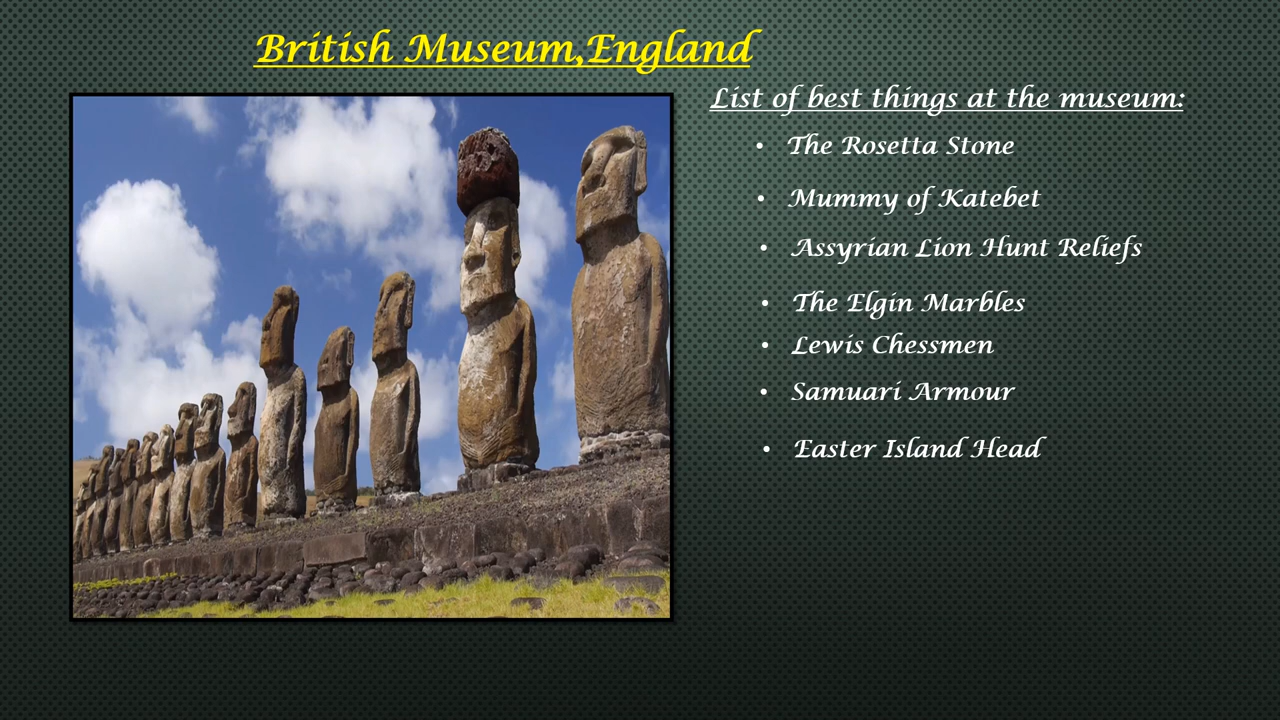 British Museum,England
List of best things at the museum:
• The Rosetta Stone
• Mummy of Katebet
• Assyrian Lion Hunt Reliefs
• The Elgin Marbles
• Lewis Chessmen
• Samuari Armour
• Easter Island Head